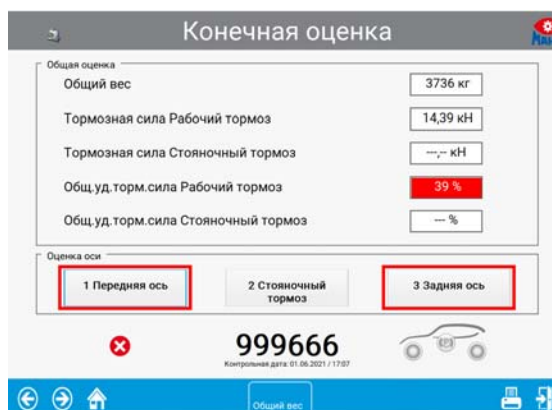 Конечная оценка
Общая оценка
Общий вес 3736 кг
Тормозная сила Рабочий тормоз 14,39 кН
Тормозная сила Стояночный тормоз ---,-- кН
Общ.уд.торм.сила Рабочий тормоз 39 %
Общ.уд.торм.сила Стояночный тормоз --- %
Оценка оси
1 Передняя ось
2 Стояночный
тормоз
3 Задняя ось
999666
Контрольная дата: 01.06.2021 / 17:07
Общий вес